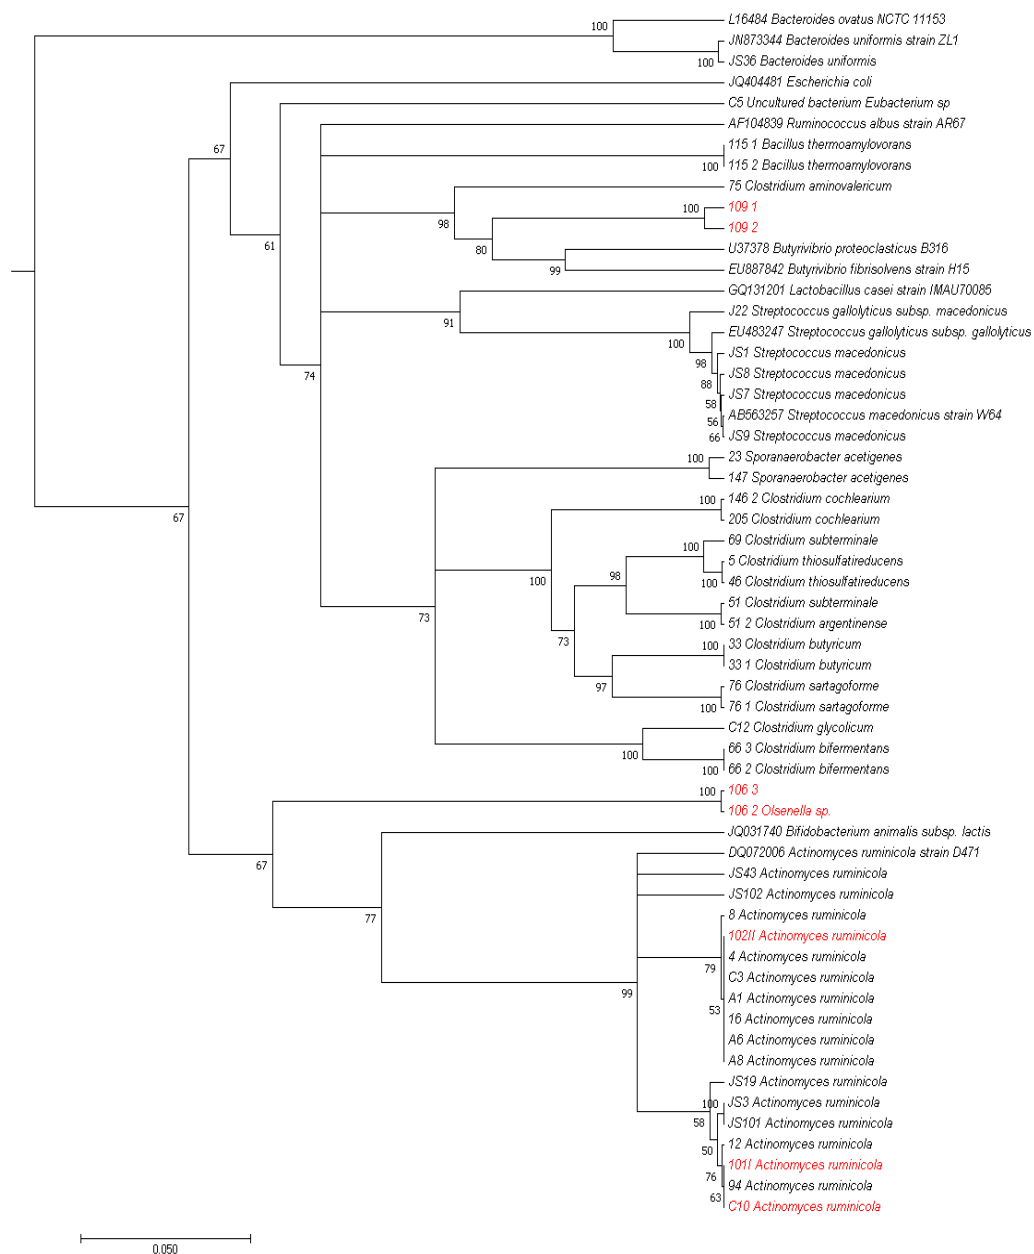 100
L16484 Bacteroides ovatus NCTC 11153
JN873344 Bacteroides uniformis strain ZL1
100
JS36 Bacteroides uniformis
JQ404481 Escherichia coli
C5 Uncultured bacterium Eubacterium sp
AF104839 Ruminococcus albus strain AR67
67
115 1 Bacillus thermoamylovorans
100
115 2 Bacillus thermoamylovorans
75 Clostridium aminovalericum
100
109 1
98
109 2
61
80
U37378 Butyrivibrio proteoclasticus B316
99
EU887842 Butyrivibrio fibrisolvens strain H15
GQ131201 Lactobacillus casei strain IMAU70085
91
J22 Streptococcus gallolyticus subsp. macedonicus
100
EU483247 Streptococcus gallolyticus subsp. gallolyticus
JS1 Streptococcus macedonicus
98
74
JS8 Streptococcus macedonicus
88
JS7 Streptococcus macedonicus
58
AB563257 Streptococcus macedonicus strain W64
56
JS9 Streptococcus macedonicus
66
100
23 Sporanaerobacter acetigenes
147 Sporanaerobacter acetigenes
100
146 2 Clostridium cochlearium
67
205 Clostridium cochlearium
100
69 Clostridium subterminale
5 Clostridium thiosulfatireducens
100
98
100
46 Clostridium thiosulfatireducens
51 Clostridium subterminale
73
100
51 2 Clostridium argentinense
73
33 Clostridium butyricum
97
33 1 Clostridium butyricum
76 Clostridium sartagoforme
100
76 1 Clostridium sartagoforme
C12 Clostridium glycolicum
100
66 3 Clostridium bifermentans
100
66 2 Clostridium bifermentans
100
106 3
106 2 Olsenella sp.
JQ031740 Bifidobacterium animalis subsp. lactis
67
DQ072006 Actinomyces ruminicola strain D471
JS43 Actinomyces ruminicola
JS102 Actinomyces ruminicola
77
8 Actinomyces ruminicola
102II Actinomyces ruminicola
4 Actinomyces ruminicola
79
C3 Actinomyces ruminicola
99
A1 Actinomyces ruminicola
53
16 Actinomyces ruminicola
A6 Actinomyces ruminicola
A8 Actinomyces ruminicola
JS19 Actinomyces ruminicola
100
JS3 Actinomyces ruminicola
58
JS101 Actinomyces ruminicola
50
12 Actinomyces ruminicola
101I Actinomyces ruminicola
76
94 Actinomyces ruminicola
63
C10 Actinomyces ruminicola
0.050